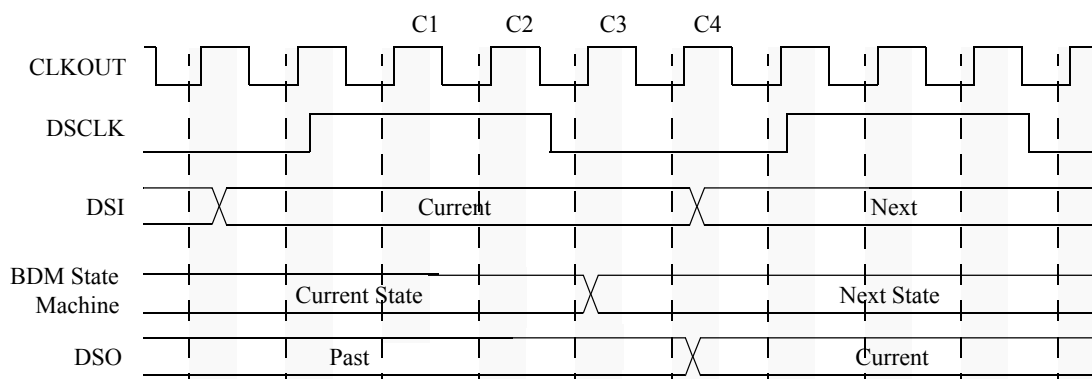 C1 C2 C3 C4
CLKOUT
DSCLK
DSI Current Next
BDM State
Machine Current State Next State
DSO Past Current